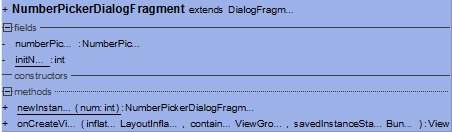 + NumberPickerDialogFragment extends DialogFragm...
fields
- numberPic... :NumberPic...
- initN... :int
constructors
methods
+ newInstan... (num:int):NumberPickerDialogFragm...
+ onCreateVi... (inflat... LayoutInfla... , contain... ViewGro... , savedInstanceSta... Bun... ):View